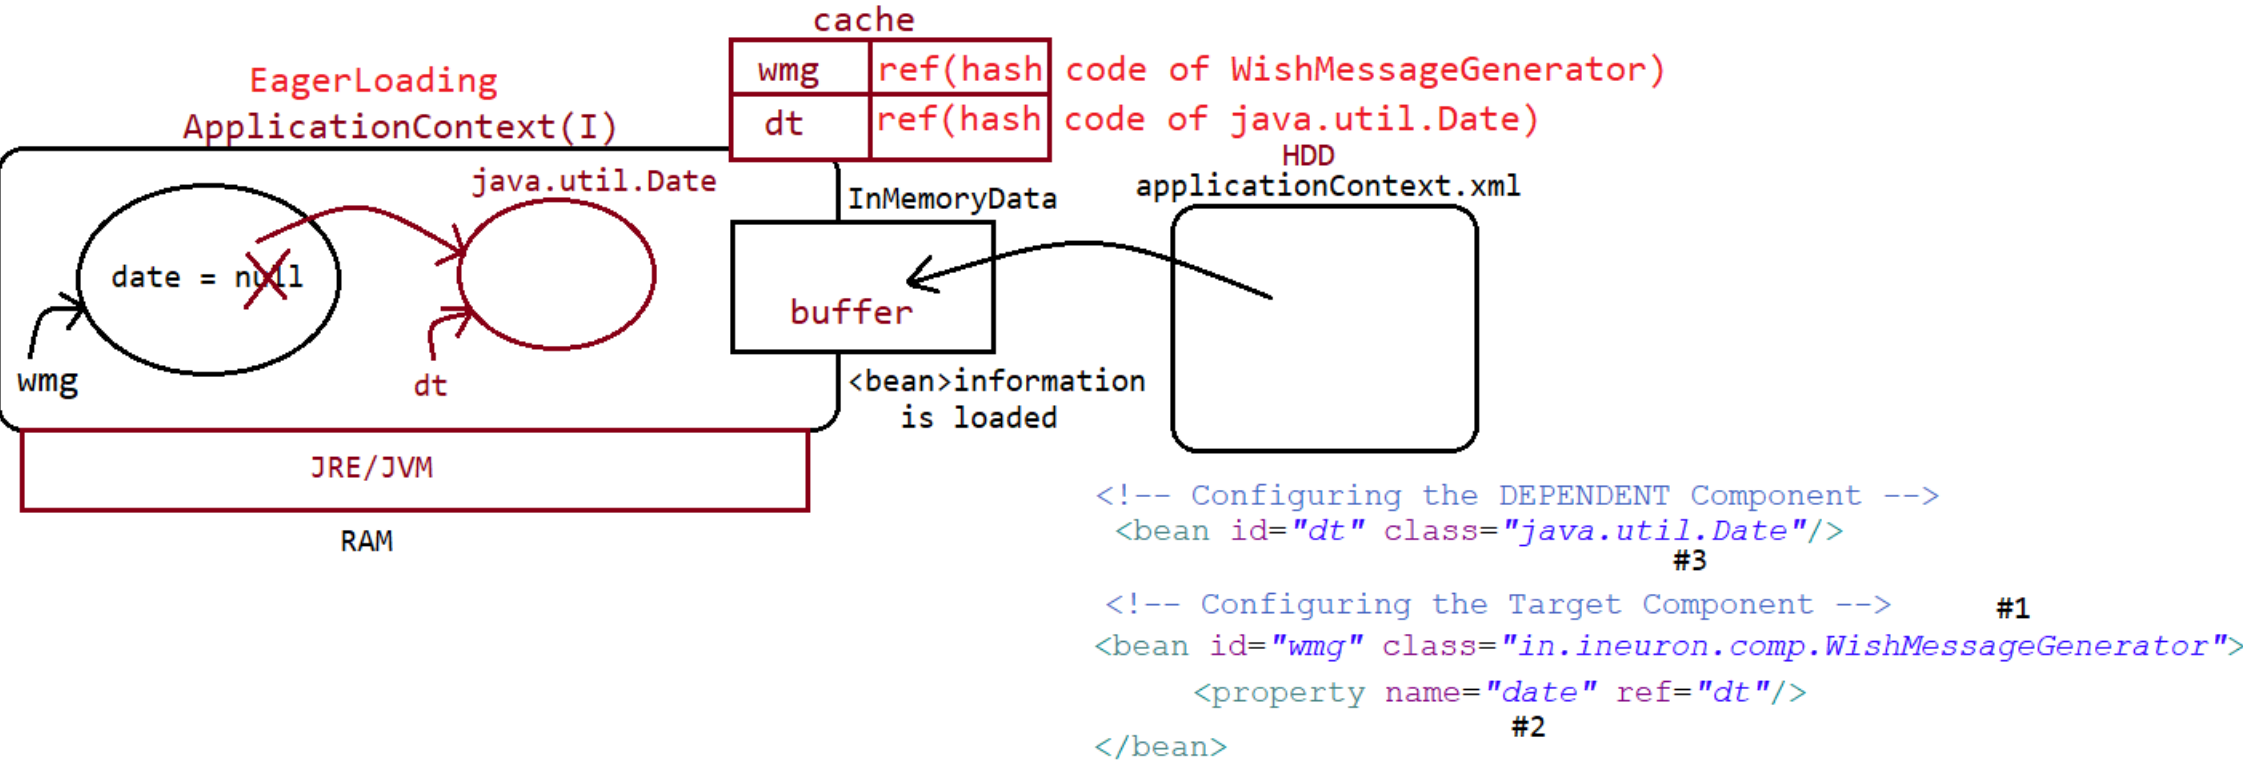 cache
wmg ref(hash code of WishMessageGenerator)
dt ref(hash code of java.util.Date)
EagerLoading
ApplicationContext(I)
java.util.Date
date = null
wmg
dt
JRE/JVM
RAM
InMemoryData
buffer
<bean>information
is loaded
HDD
applicationContext.xml
<!-- Configuring the DEPENDENT Component -->
<bean id="dt" class="java.util.Date"/>
#3
<!-- Configuring the Target Component -->
#1
<bean id="wmg" class="in.ineuron.comp.WishMessageGenerator">
<property name="date" ref="dt"/>
#2
</bean>